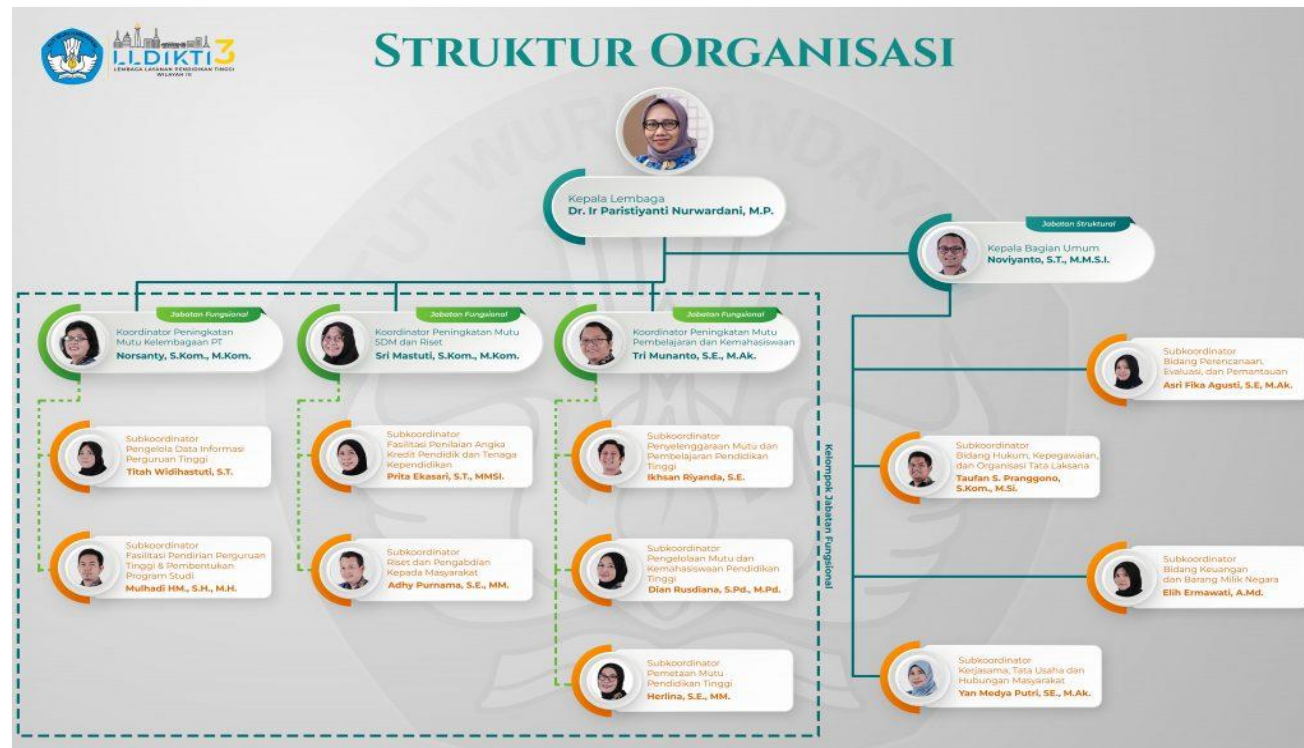 LLDIKTI 3
LEMBAGA LAYANAN PENDIDIKAN TINGGI
WILAYAH III
STRUKTUR ORGANISASI
Kepala Lembaga
Dr. Ir Paristiyanti Nurwardani, M.P.
Jabatan Struktural
Kepala Bagian Umum
Noviyanto, S.T., M.M.S.I.
Jabatan Fungsional
Koordinator Peningkatan
Mutu Kelembagaan PT
Norsanty, S.Kom., M.Kom.
Jabatan Fungsional
Koordinator Peningkatan Mutu
SDM dan Riset
Sri Mastuti, S.Kom., M.Kom.
Jabatan Fungsional
Koordinator Peningkatan Mutu
Pembelajaran dan Kemahasiswaan
Tri Munanto, S.E., M.Ak.
Subkoordinator
Pengelola Data Informasi
Perguruan Tinggi
Titah Widihastuti, S.T.
Subkoordinator
Fasilitasi Pendirian Perguruan
Tinggi & Pembentukan
Program Studi
Mulhadi HM., S.H., M.H.
Subkoordinator
Fasilitasi Penilaian Angka
Kredit Pendidik dan Tenaga
Kependidikan
Prita Ekasari, S.T., MMSI.
Subkoordinator
Riset dan Pengabdian
Kepada Masyarakat
Adhy Purnama, S.E., MM.
Subkoordinator
Penyelenggaraan Mutu dan
Pembelajaran Pendidikan
Tinggi
Ikhsan Riyanda, S.E.
Subkoordinator
Pengelolaan Mutu dan
Kemahasiswaan Pendidikan
Tinggi
Dian Rusdiana, S.Pd., M.Pd.
Subkoordinator
Pemetaan Mutu
Pendidikan Tinggi
Herlina, S.E., MM.
Kelompok Jabatan Fungsional
Subkoordinator
Bidang Perencanaan,
Evaluasi, dan Pemantauan
Asri Fika Agusti, S.E, M.Ak.
Subkoordinator
Bidang Hukum, Kepegawaian,
dan Organisasi Tata Laksana
Taufan S. Pranggono,
S.Kom., M.Si.
Subkoordinator
Bidang Keuangan
dan Barang Milik Negara
Elih Ermawati, A.Md.
Subkoordinator
Kerjasama, Tata Usaha dan
Hubungan Masyarakat
Yan Medya Putri, SE., M.Ak.